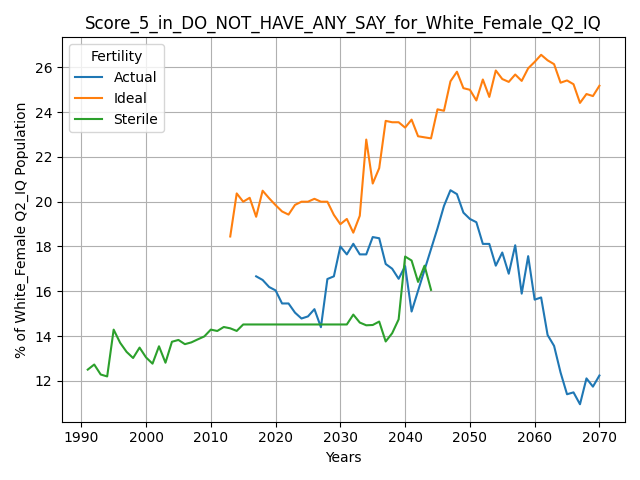 Score_5_in_DO_NOT_HAVE_ANY_SAY_for_White_Female_Q2_IQ
Fertility
Actual
Ideal
Sterile
% of White_Female Q2_IQ Population
26
24
22
20
18
16
14
12
1990 2000 2010 2020 2030 2040 2050 2060 2070
Years